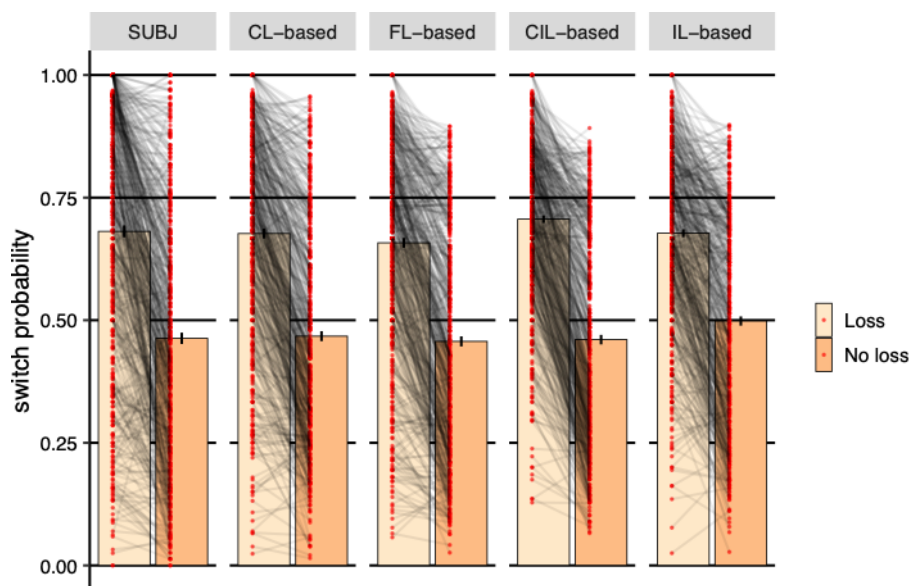 SUBJ CL−based FL−based CIL−based IL−based
1.00
0.75
0.50
0.25
0.00
switch probability
Loss
No loss